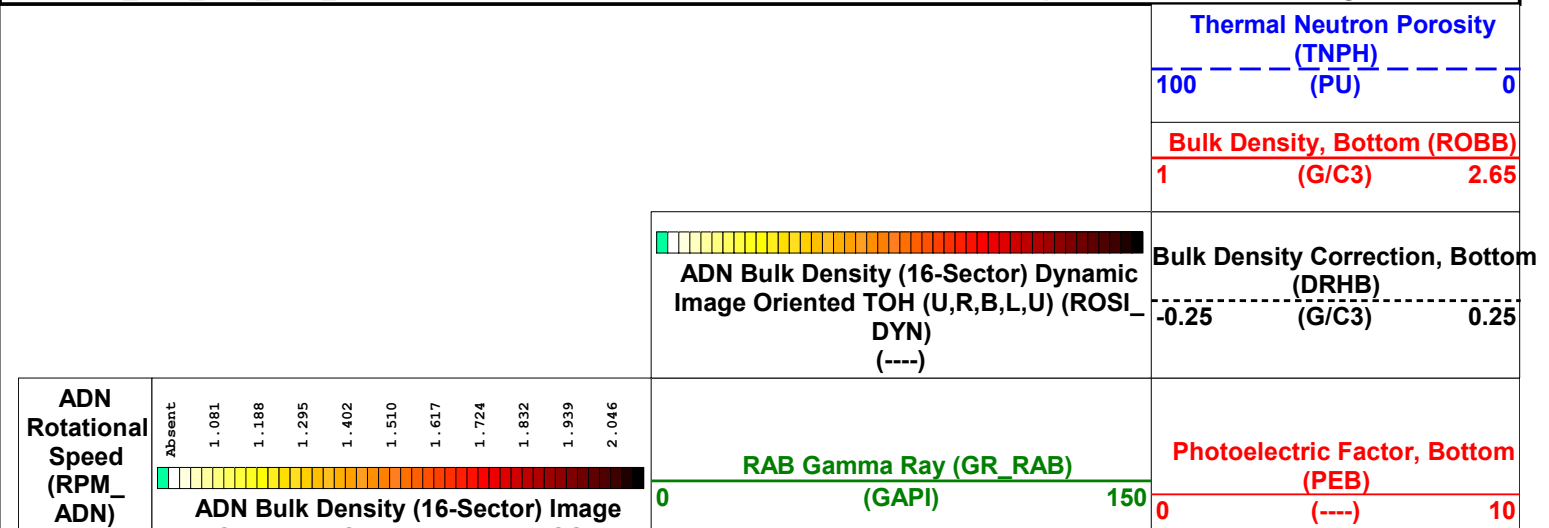 Thermal Neutron Porosity
(TNPH)
100 (PU) 0
Bulk Density, Bottom (ROBB)
1 (G/C3) 2.65
ADN Bulk Density (16-Sector) Dynamic
Image Oriented TOH (U,R,B,L,U) (ROSI_
DYN)
(----)
Bulk Density Correction, Bottom
(DRHB)
-0.25 (G/C3) 0.25
ADN
Rotational
Speed
(RPM_
ADN)
Absent 1.081 1.188 1.295 1.402 1.510 1.617 1.724 1.832 1.939 2.046
ADN Bulk Density (16-Sector) Image
RAB Gamma Ray (GR_RAB)
0 (GAPI) 150
Photoelectric Factor, Bottom
(PEB)
0 (----) 10